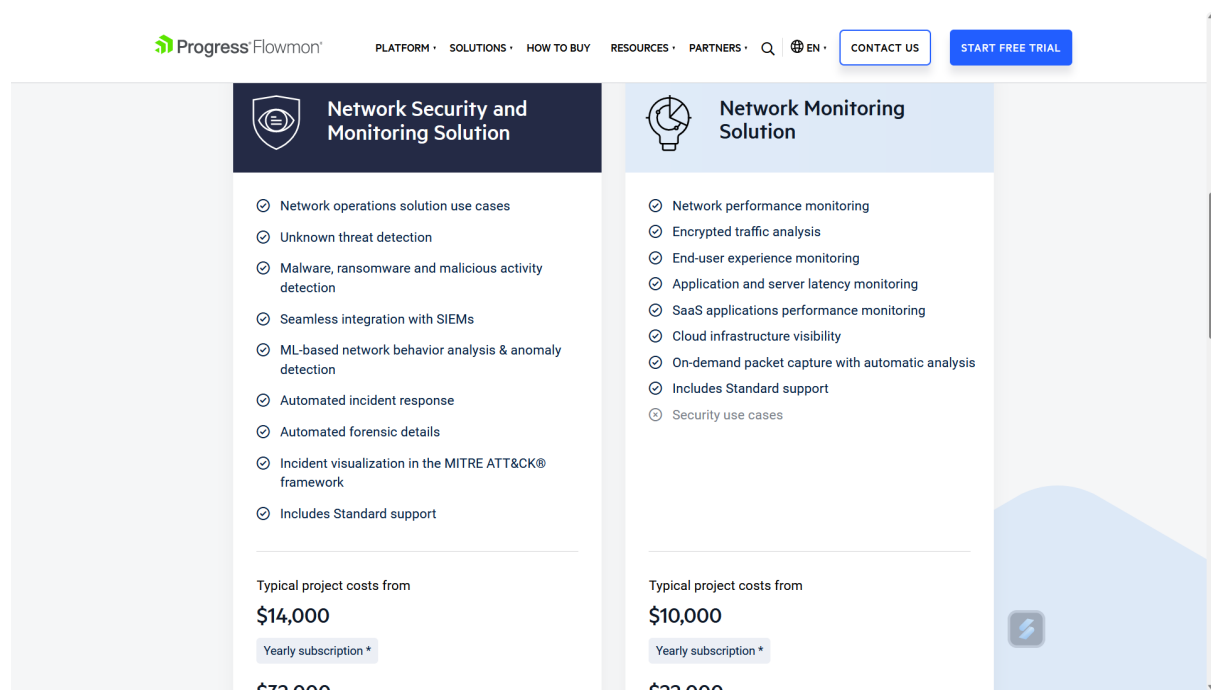 Progress® Flowmon®
PLATFORM
SOLUTIONS
HOW TO BUY
RESOURCES
PARTNERS
EN
CONTACT US
START FREE TRIAL
Network Security and
Monitoring Solution
Network operations solution use cases
Unknown threat detection
Malware, ransomware and malicious activity
detection
Seamless integration with SIEMs
ML-based network behavior analysis & anomaly
detection
Automated incident response
Automated forensic details
Incident visualization in the MITRE ATT&CK®
framework
Includes Standard support
Typical project costs from
$14,000
Yearly subscription *
Network Monitoring
Solution
Network performance monitoring
Encrypted traffic analysis
End-user experience monitoring
Application and server latency monitoring
SaaS applications performance monitoring
Cloud infrastructure visibility
On-demand packet capture with automatic analysis
Includes Standard support
Security use cases
Typical project costs from
$10,000
Yearly subscription *